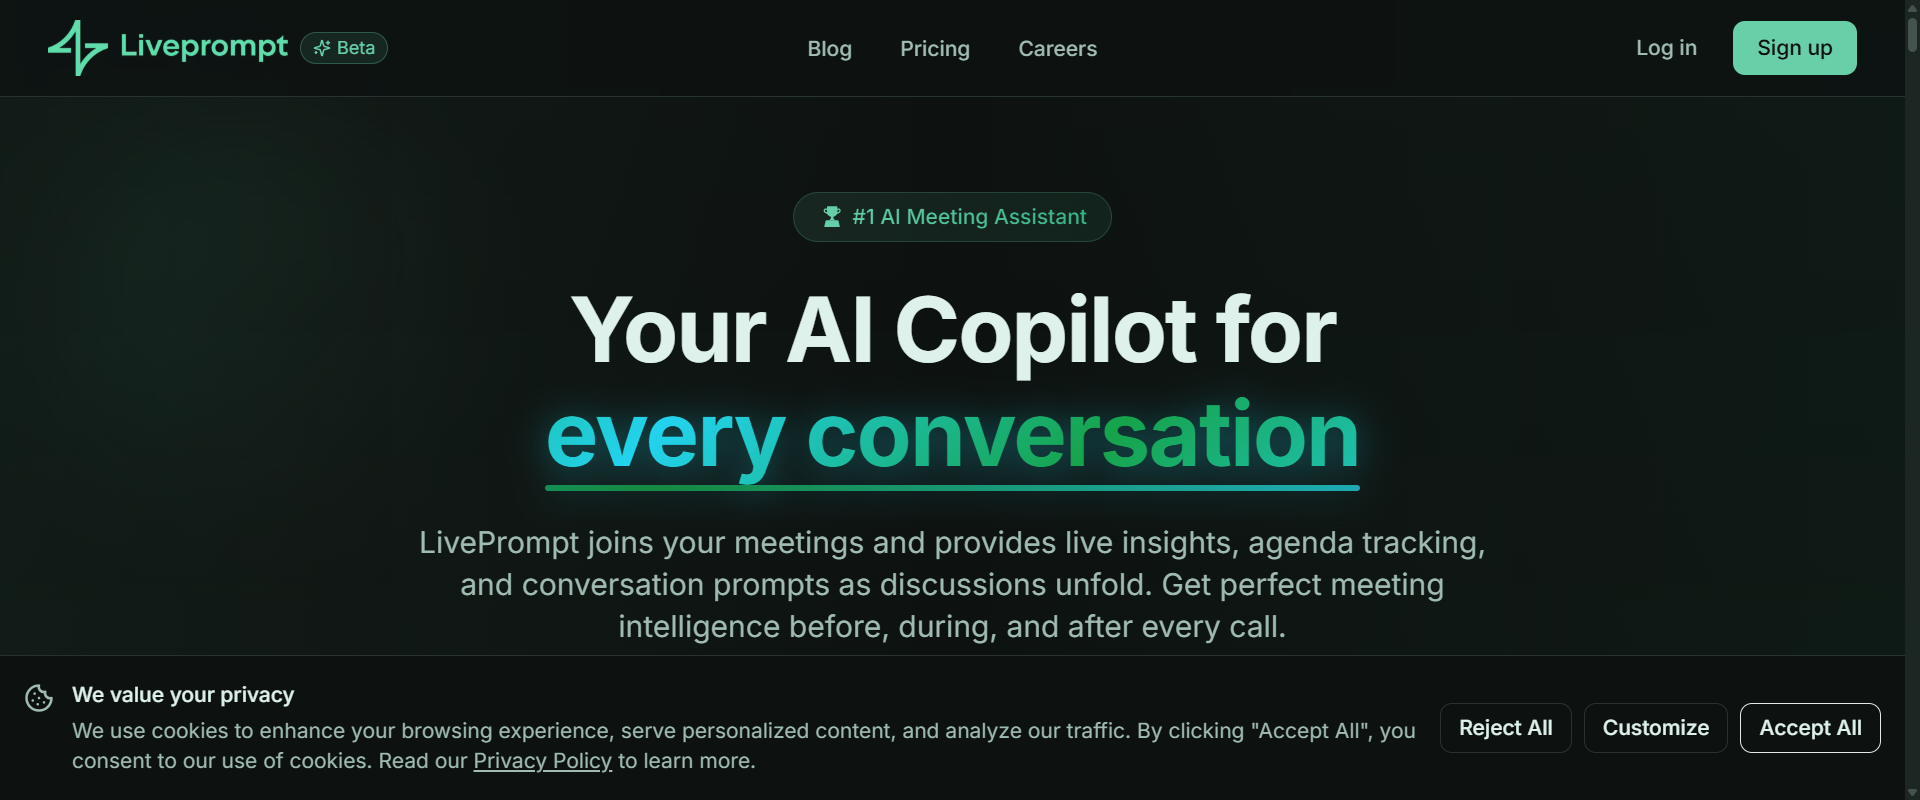 Liveprompt
Beta
Blog
Pricing
Careers
Log in
Sign up
#1 AI Meeting Assistant
Your AI Copilot for
every conversation
LivePrompt joins your meetings and provides live insights, agenda tracking,
and conversation prompts as discussions unfold. Get perfect meeting
intelligence before, during, and after every call.
We value your privacy
We use cookies to enhance your browsing experience, serve personalized content, and analyze our traffic. By clicking "Accept All", you
consent to our use of cookies. Read our Privacy Policy to learn more.
Reject All
Customize
Accept All